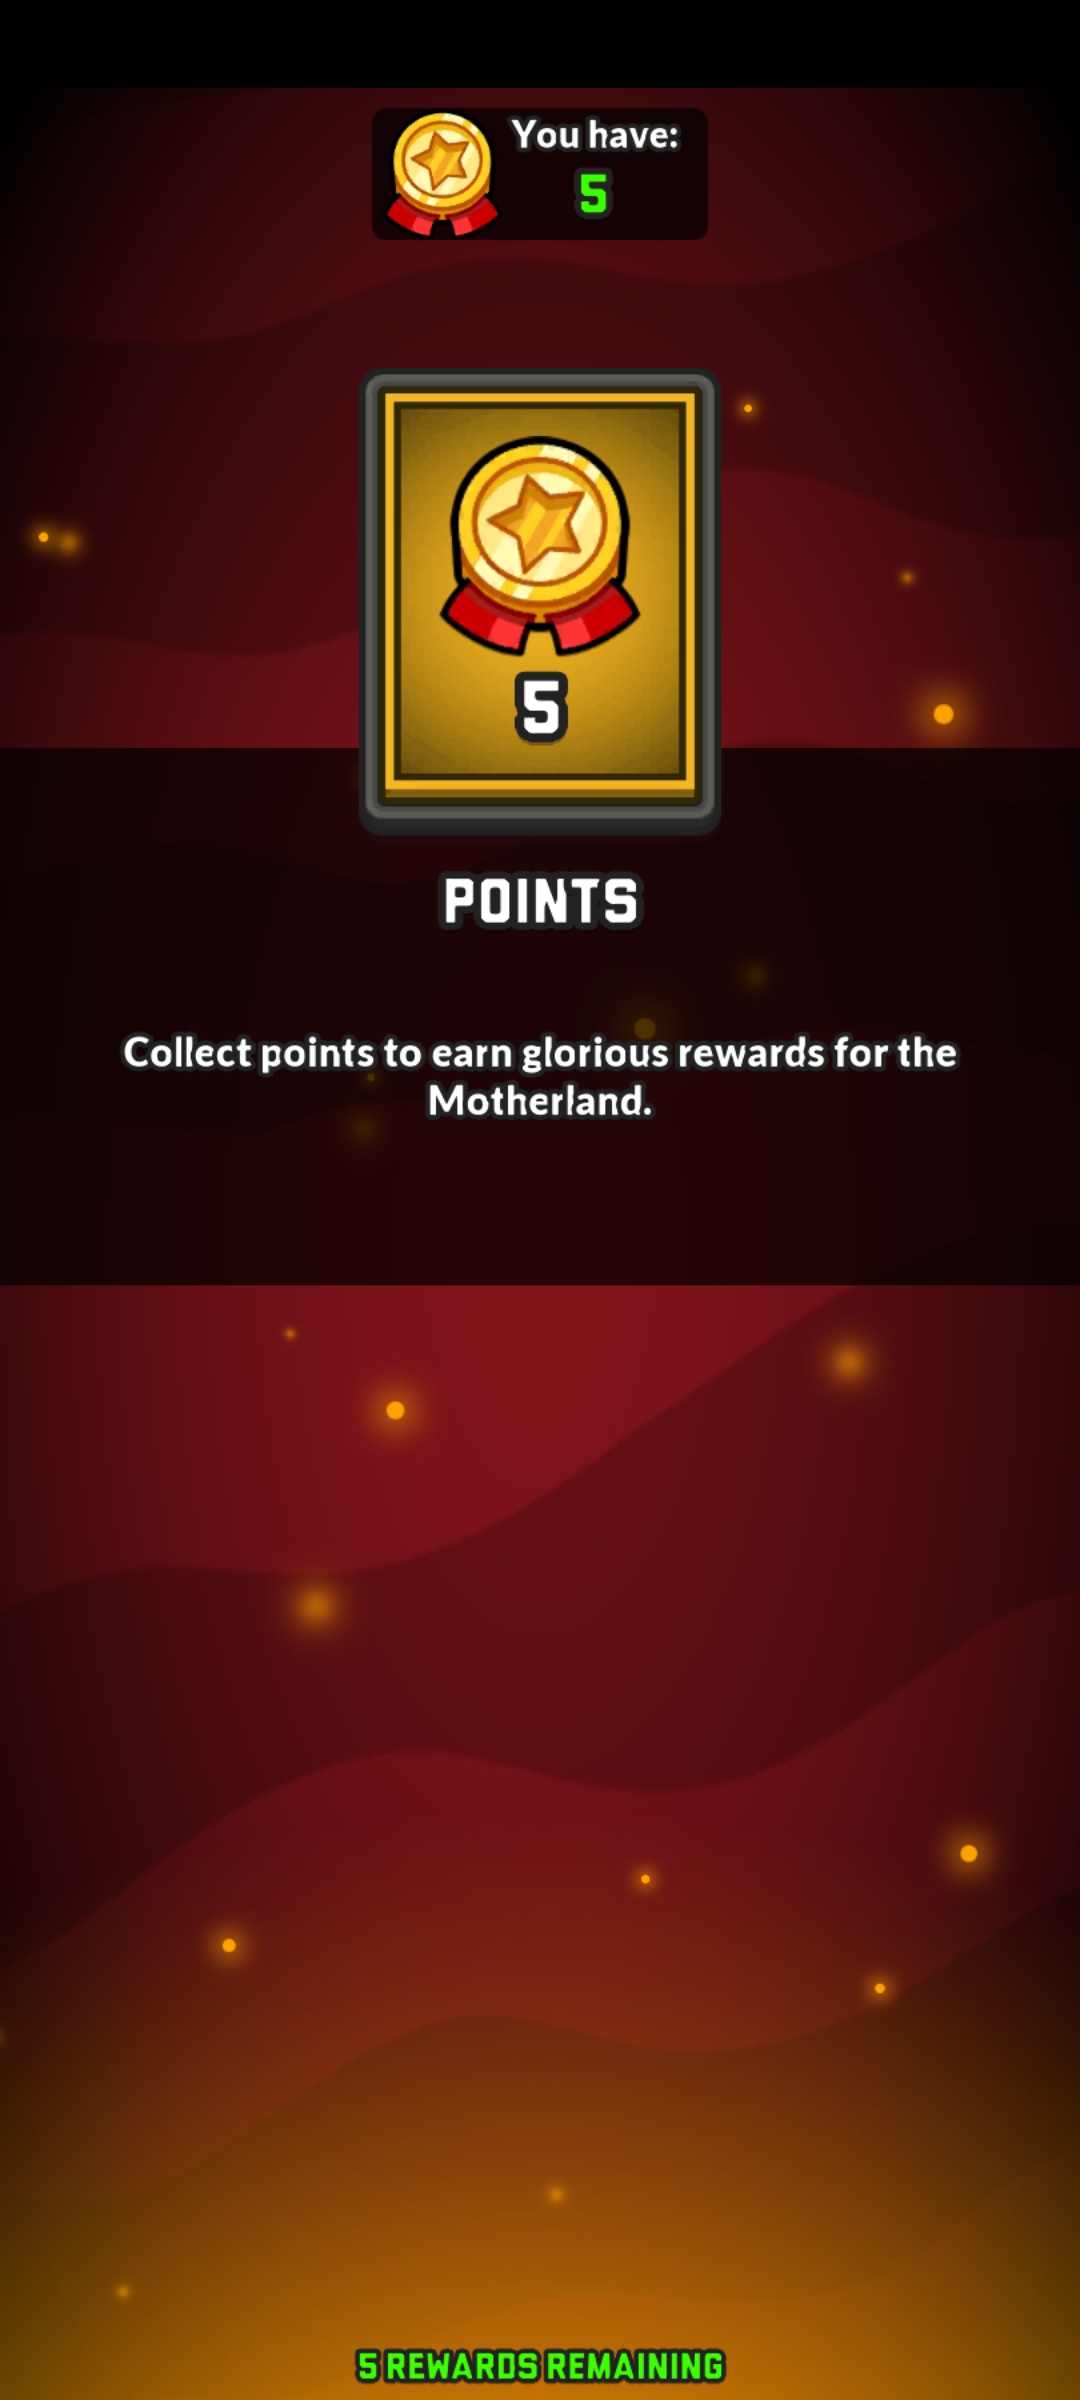 You have:
5
5
POINTS
Collect points to earn glorious rewards for the
Motherland.
5 REWARDS REMAINING